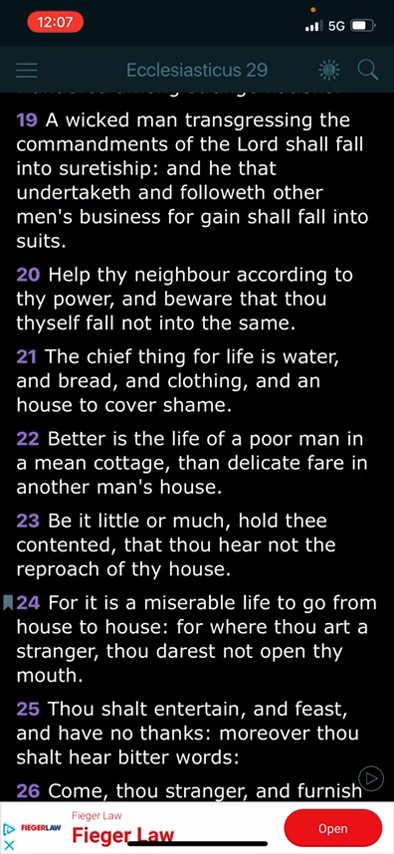 12:07
5G
Ecclesiasticus 29
19 A wicked man transgressing the
commandments of the Lord shall fall
into suretiship: and he that
undertaketh and followeth other
men's business for gain shall fall into
suits.
20 Help thy neighbour according to
thy power, and beware that thou
thyself fall not into the same.
21 The chief thing for life is water,
and bread, and clothing, and an
house to cover shame.
22 Better is the life of a poor man in
a mean cottage, than delicate fare in
another man's house.
23 Be it little or much, hold thee
contented, that thou hear not the
reproach of thy house.
24 For it is a miserable life to go from
house to house: for where thou art a
stranger, thou darest not open thy
mouth.
25 Thou shalt entertain, and feast,
and have no thanks: moreover thou
shalt hear bitter words:
26 Come, thou stranger, and furnish
FIEGERLAW
Fieger Law
Fieger Law
Open